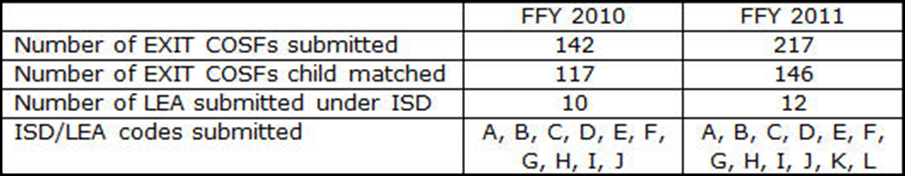 FFY 2010 FFY 2011
Number of EXIT COSFs submitted 142 217
Number of EXIT COSFs child matched 117 146
Number of LEA submitted under ISD 10 12
ISD/LEA codes submitted A, B, C, D, E, F, A, B, C, D, E, F,
G, H, I, J G, H, I, J, K, L